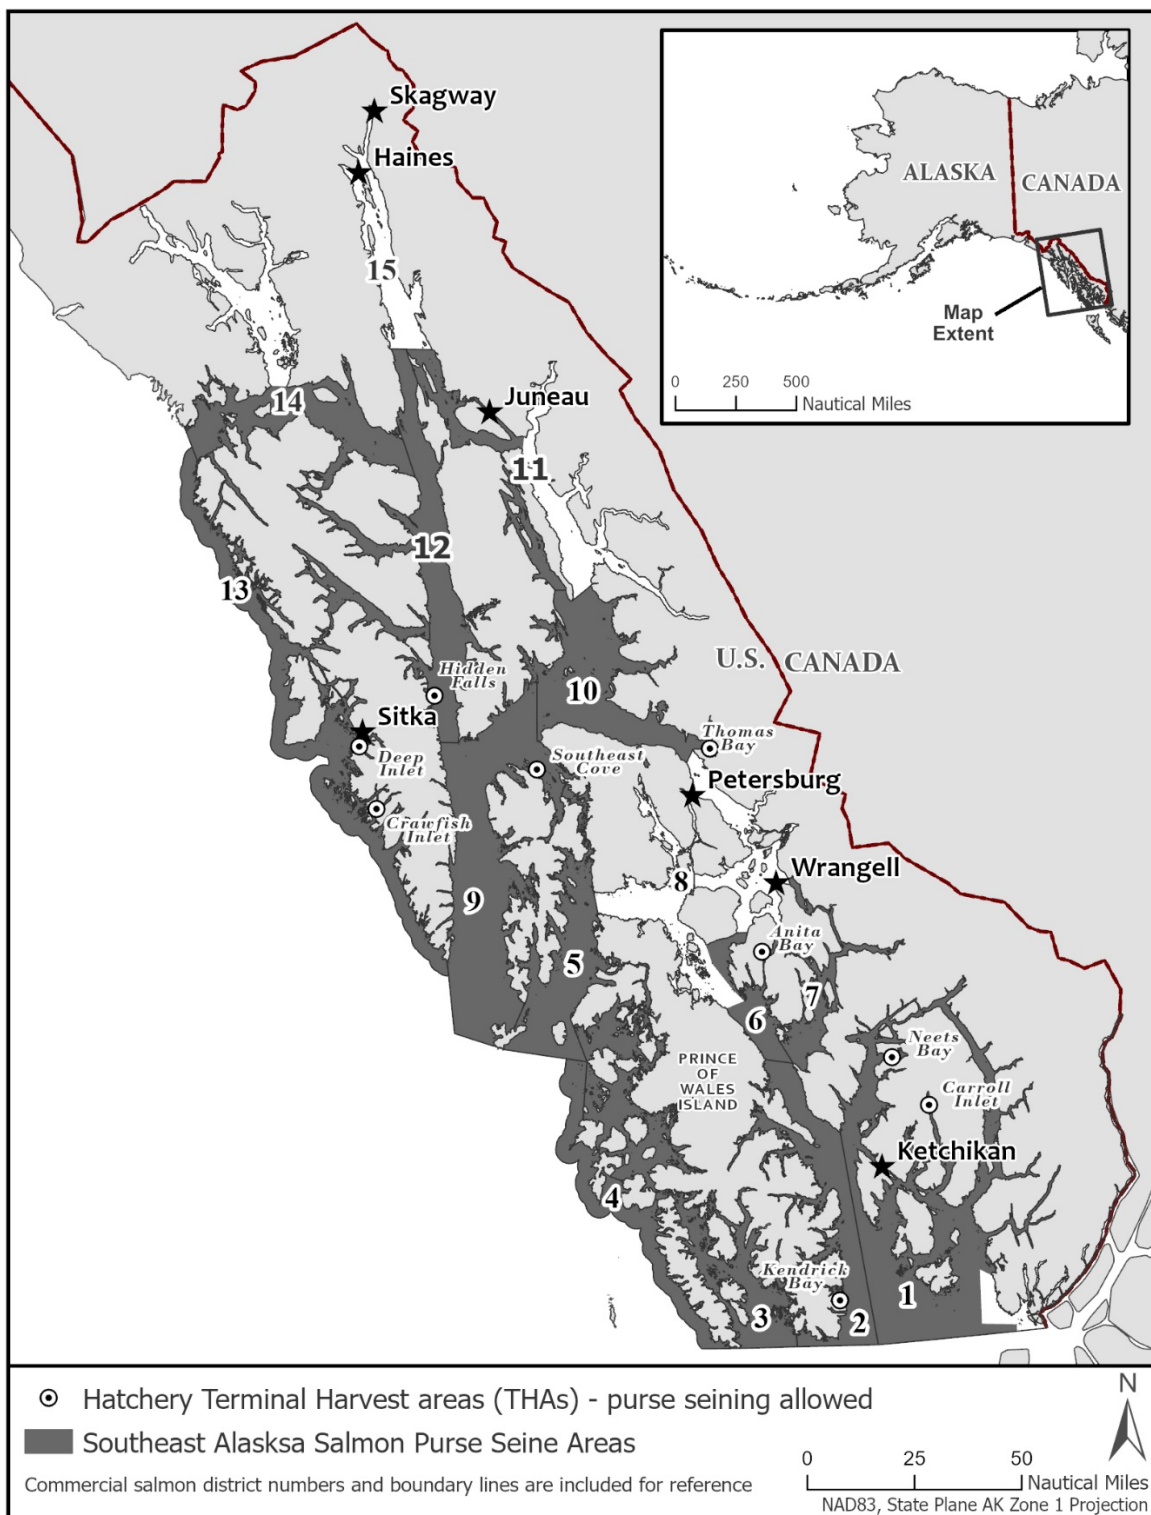 Skagway
Haines
ALASKA
CANADA
15
Map
Extent
0 250 500
Nautical Miles
14
Juneau
11
12
13
U.S. CANADA
Hidden
Falls
10
Sitka
Thomas
Bay
Deep
Inlet
Southeast
Cove
Petersburg
Crawfish
Inlet
Wrangell
8
9
Anita
Bay
5
7
6
Neets
Bay
PRINCE
OF
WALES
ISLAND
Carroll
Inlet
Ketchikan
4
Kendrick
Bay
1
3
2
Hatchery Terminal Harvest areas (THAs) - purse seining allowed
Southeast Alasksa Salmon Purse Seine Areas
Commercial salmon district numbers and boundary lines are included for reference
N
0 25 50
Nautical Miles
NAD83, State Plane AK Zone 1 Projection